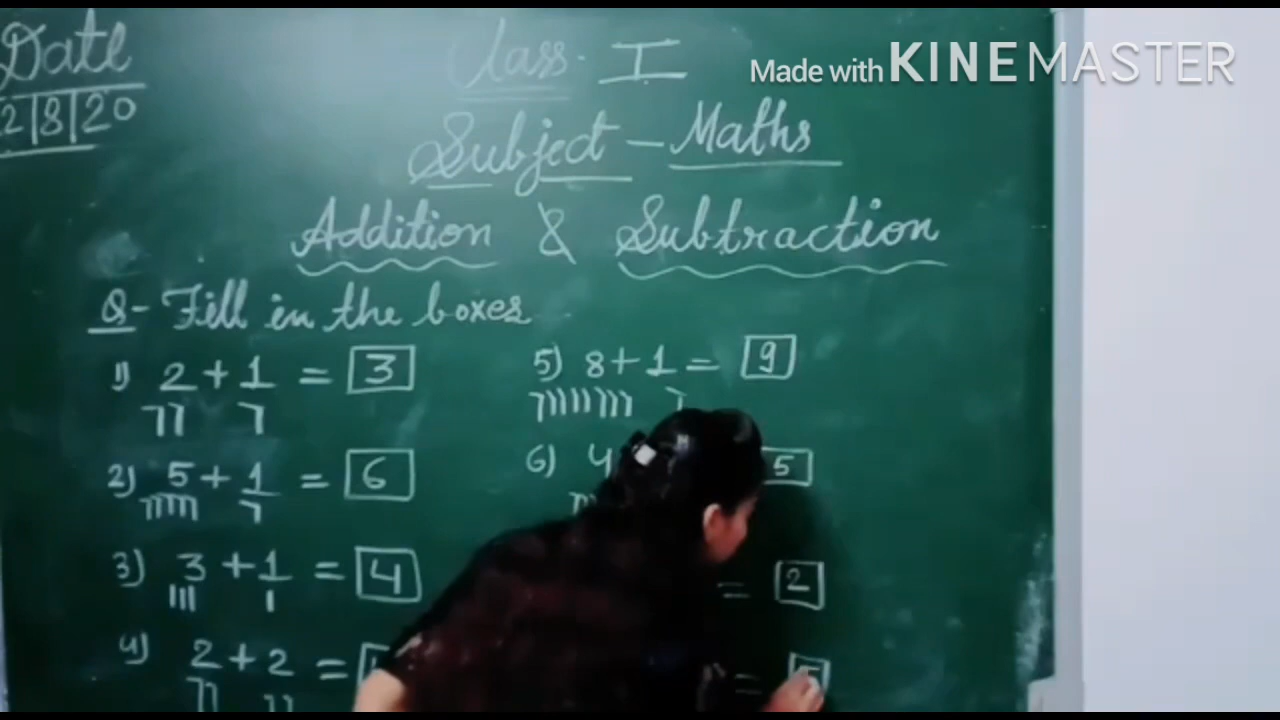 Made with KINEMASTER
Date
2|8|20
Class. I
Subject - Maths
Addition & Subtraction
Q- Fill in the boxes
1) 2 + 1 = 3
2) 5 + 1 = 6
3) 3 + 1 = 4
4) 2 + 2 =
5) 8 + 1 = 9
6) 4 5
= 2
=